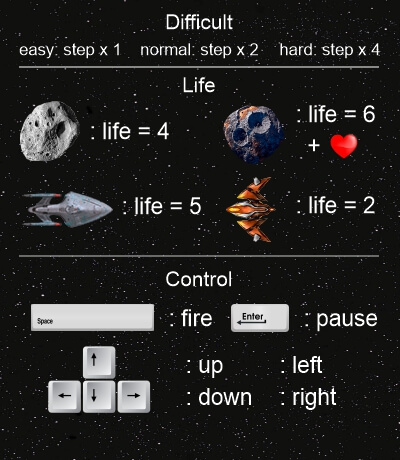 Difficult
easy: step x 1 normal: step x 2 hard: step x 4
Life
: life = 4
: life = 6
+
: life = 5
: life = 2
Control
Space : fire Enter : pause
: up : left
: down : right